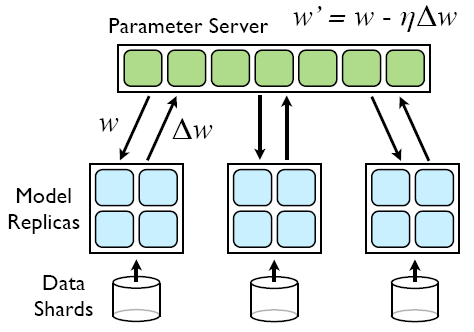 Parameter Server
w’ = w - ηΔw
w
Δw
Model
Replicas
Data
Shards